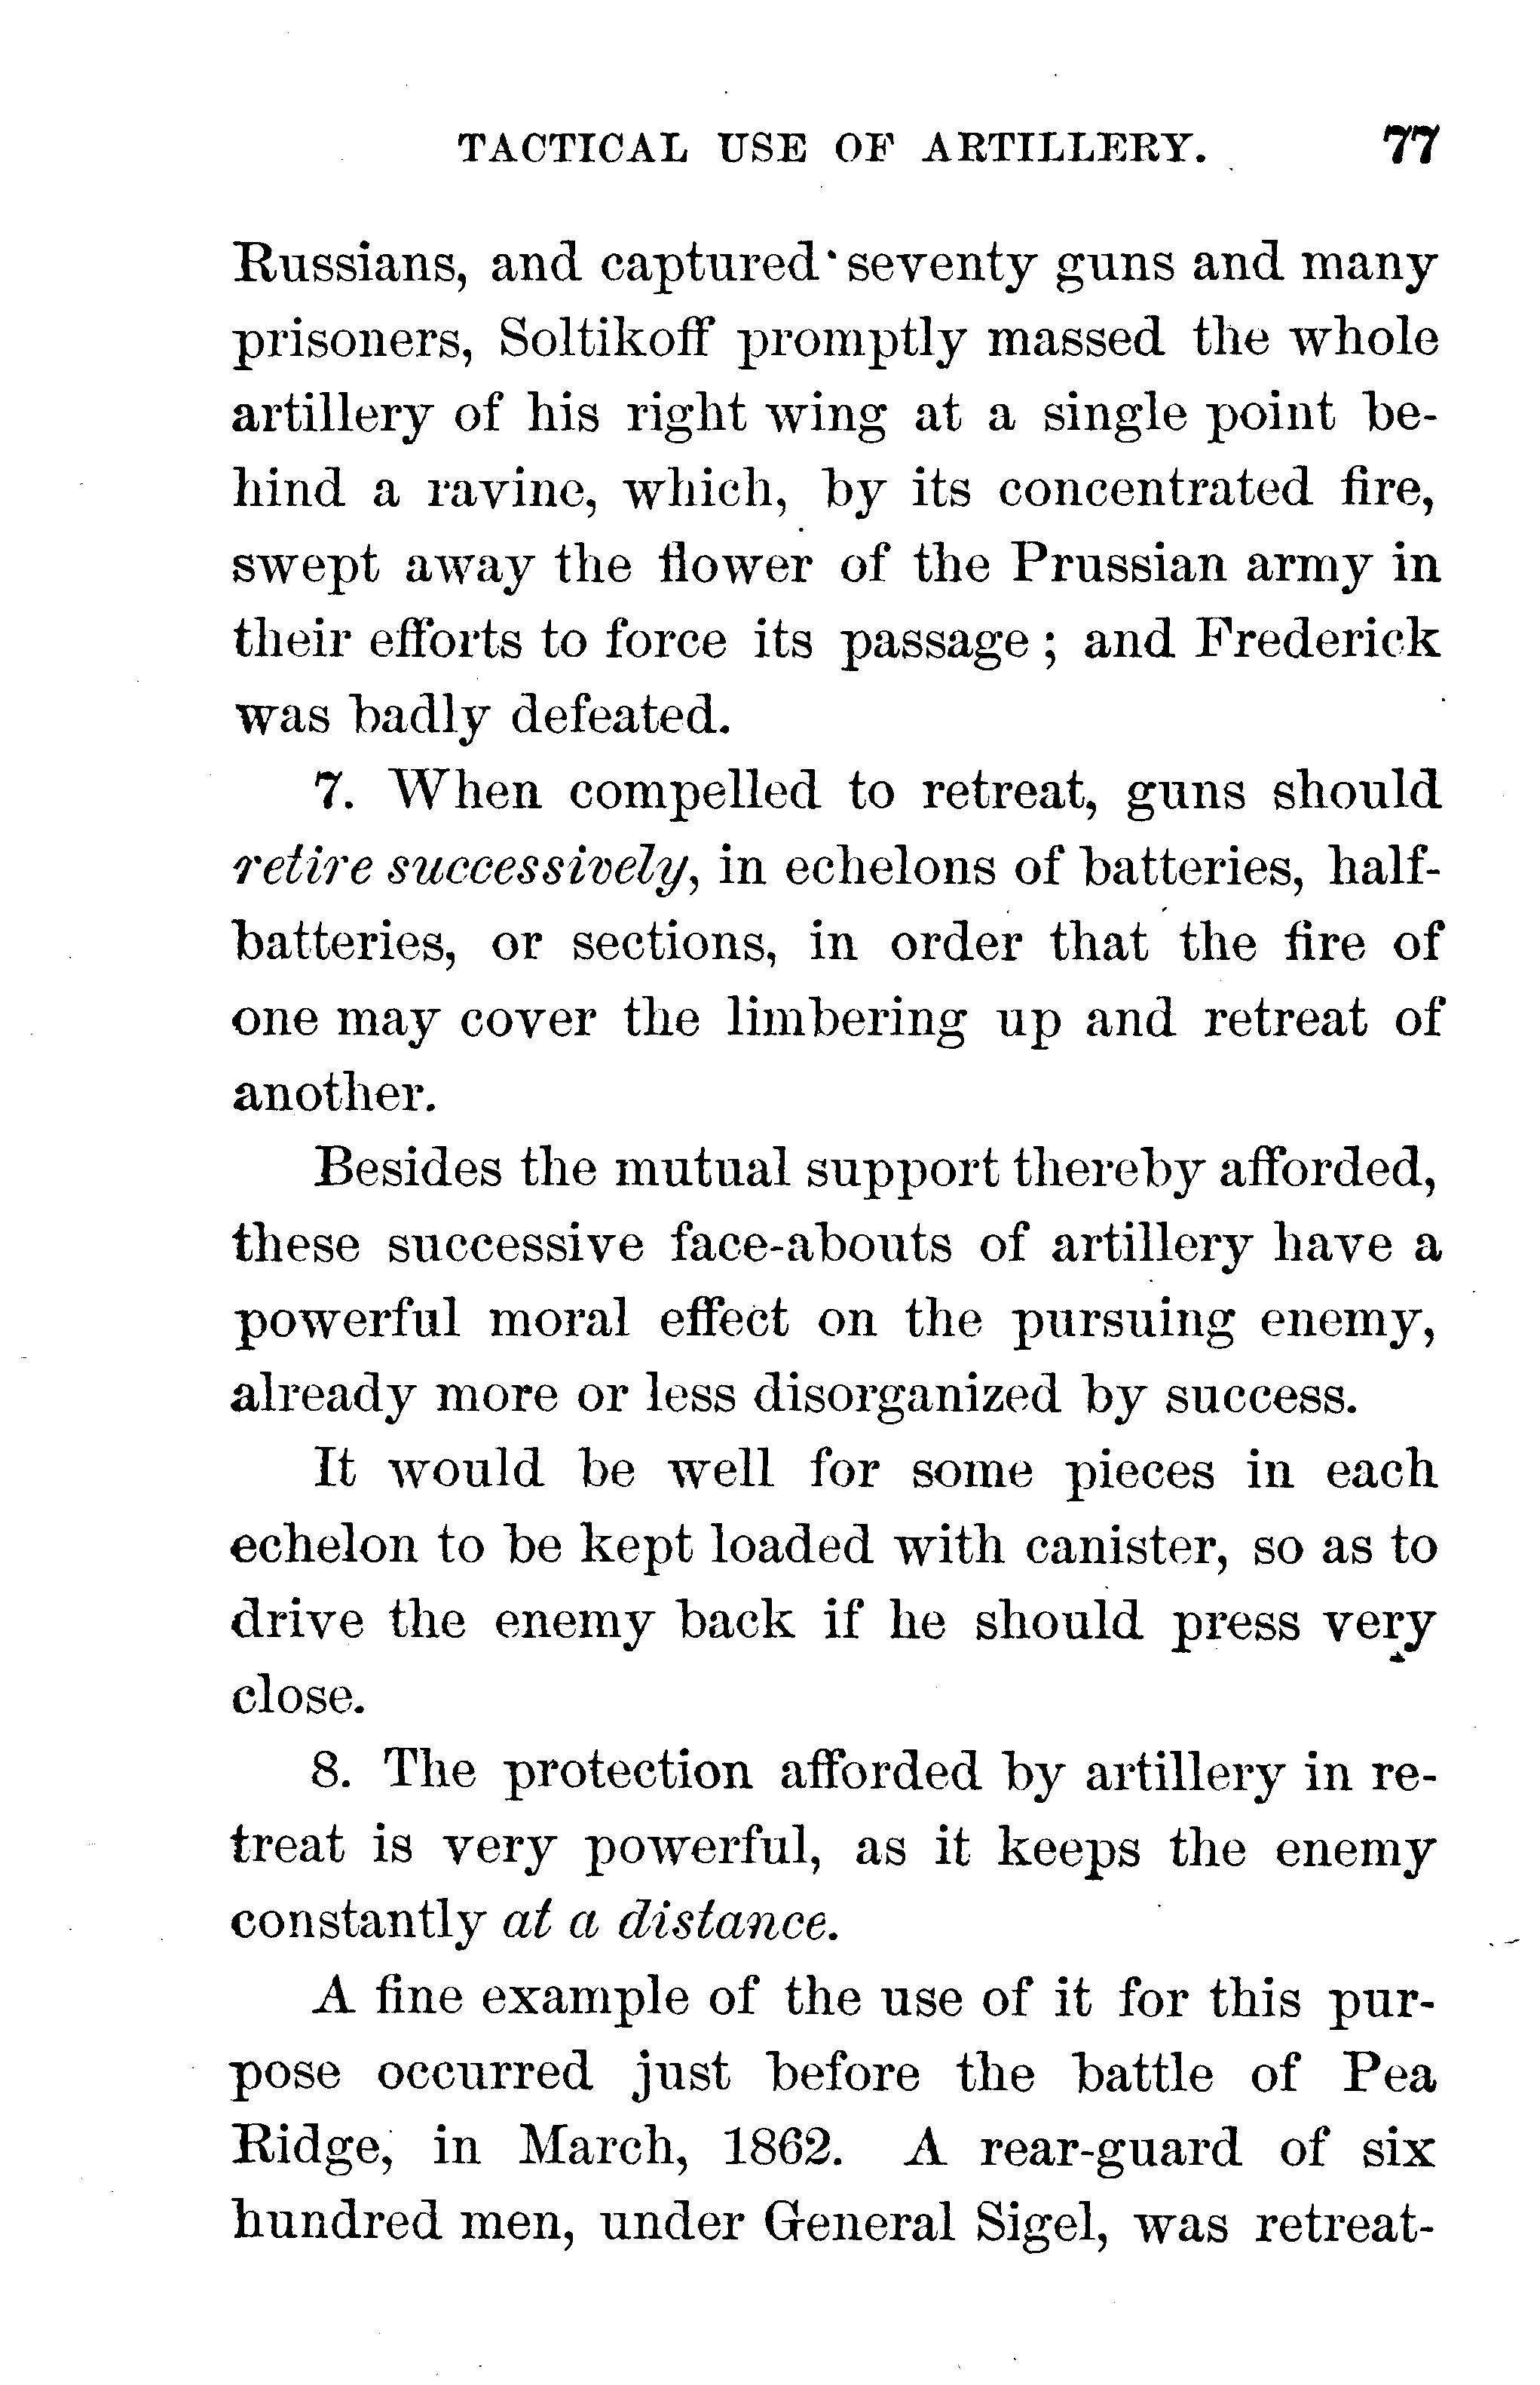 TACTICAL USE OF ARTILLERY. 77
Russians, and captured seventy guns and many
prisoners, Soltikoff promptly massed the whole
artillery of his right wing at a single point be-
hind a ravine, which, by its concentrated fire,
swept away the flower of the Prussian army in
their efforts to force its passage; and Frederick
was badly defeated.
7. When compelled to retreat, guns should
retire successively, in echelons of batteries, half-
batteries, or sections, in order that the fire of
one may cover the limbering up and retreat of
another.
Besides the mutual support thereby afforded,
these successive face-abouts of artillery have a
powerful moral effect on the pursuing enemy,
already more or less disorganized by success.
It would be well for some pieces in each
echelon to be kept loaded with canister, so as to
drive the enemy back if he should press very
close.
8. The protection afforded by artillery in re-
treat is very powerful, as it keeps the enemy
constantly at a distance.
A fine example of the use of it for this pur-
pose occurred just before the battle of Pea
Ridge, in March, 1862. A rear-guard of six
hundred men, under General Sigel, was retreat-